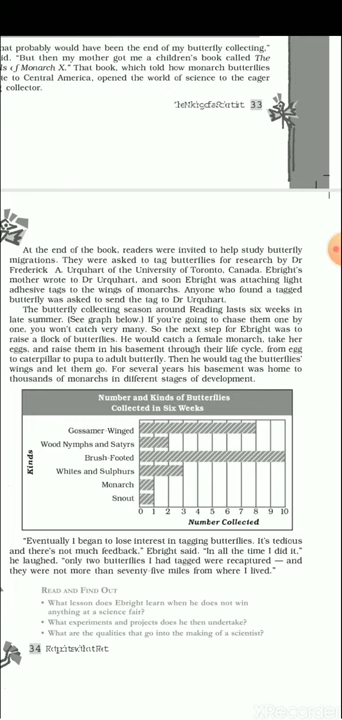 hat probably would have been the end of my butterfly collecting,"
id. "But then my mother got me a children's book called The
ls of Monarch X." That book, which told how monarch butterflies
te to Central America, opened the world of science to the eager
collector.
33
At the end of the book, readers were invited to help study butterfly
migrations. They were asked to tag butterflies for research by Dr
Frederick A. Urquhart of the University of Toronto, Canada. Ebright's
mother wrote to Dr Urquhart, and soon Ebright was attaching light
adhesive tags to the wings of monarchs. Anyone who found a tagged
butterfly was asked to send the tag to Dr Urquhart.
The butterfly collecting season around Reading lasts six weeks in
late summer. (See graph below.) If you're going to chase them one by
one, you won't catch very many. So the next step for Ebright was to
raise a flock of butterflies. He would catch a female monarch, take her
eggs, and raise them in his basement through their life cycle, from egg
to caterpillar to pupa to adult butterfly. Then he would tag the butterflies'
wings and let them go. For several years his basement was home to
thousands of monarchs in different stages of development.
Number and Kinds of Butterflies
Collected in Six Weeks
Kinds
Gossamer-Winged
Wood Nymphs and Satyrs
Brush-Footed
Whites and Sulphurs
Monarch
Snout
0 1 2 3 4 5 6 7 8 9 10
Number Collected
"Eventually I began to lose interest in tagging butterflies. It's tedious
and there's not much feedback," Ebright said. "In all the time I did it,"
he laughed, "only two butterflies I had tagged were recaptured — and
they were not more than seventy-five miles from where I lived."
READ AND FIND OUT
• What lesson does Ebright learn when he does not win
anything at a science fair?
• What experiments and projects does he then undertake?
• What are the qualities that go into the making of a scientist?
34